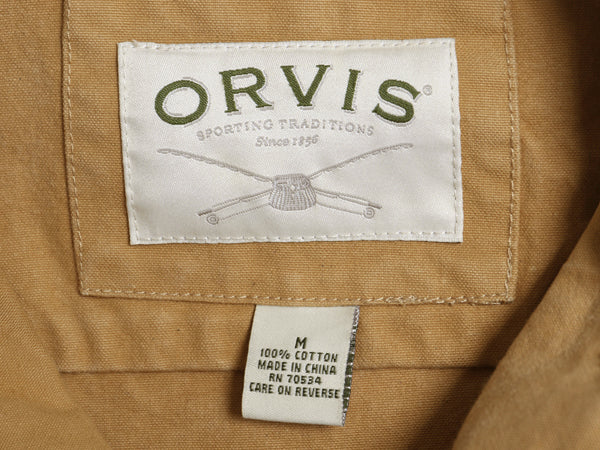 ORVIS®
SPORTING TRADITIONS
Since 1856
M
100% COTTON
MADE IN CHINA
RN 70534
CARE ON REVERSE